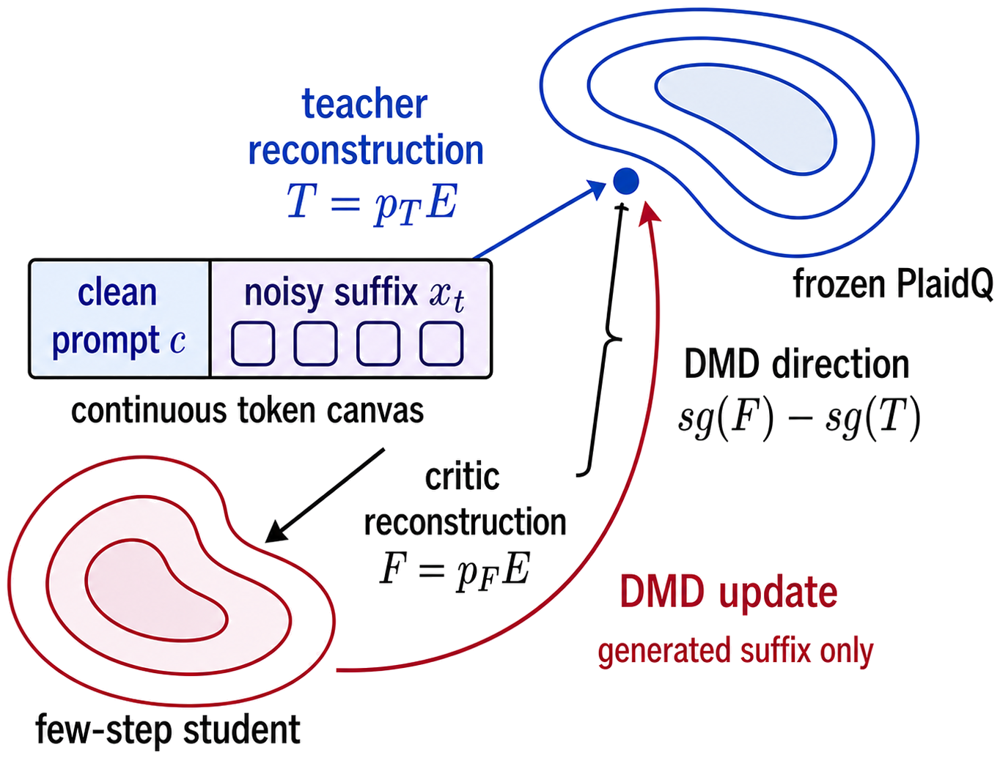 teacher
reconstruction
T = p_T E
clean
prompt c
noisy suffix x_t
continuous token canvas
frozen PlaidQ
DMD direction
sg(F) − sg(T)
critic
reconstruction
F = p_F E
DMD update
generated suffix only
few-step student